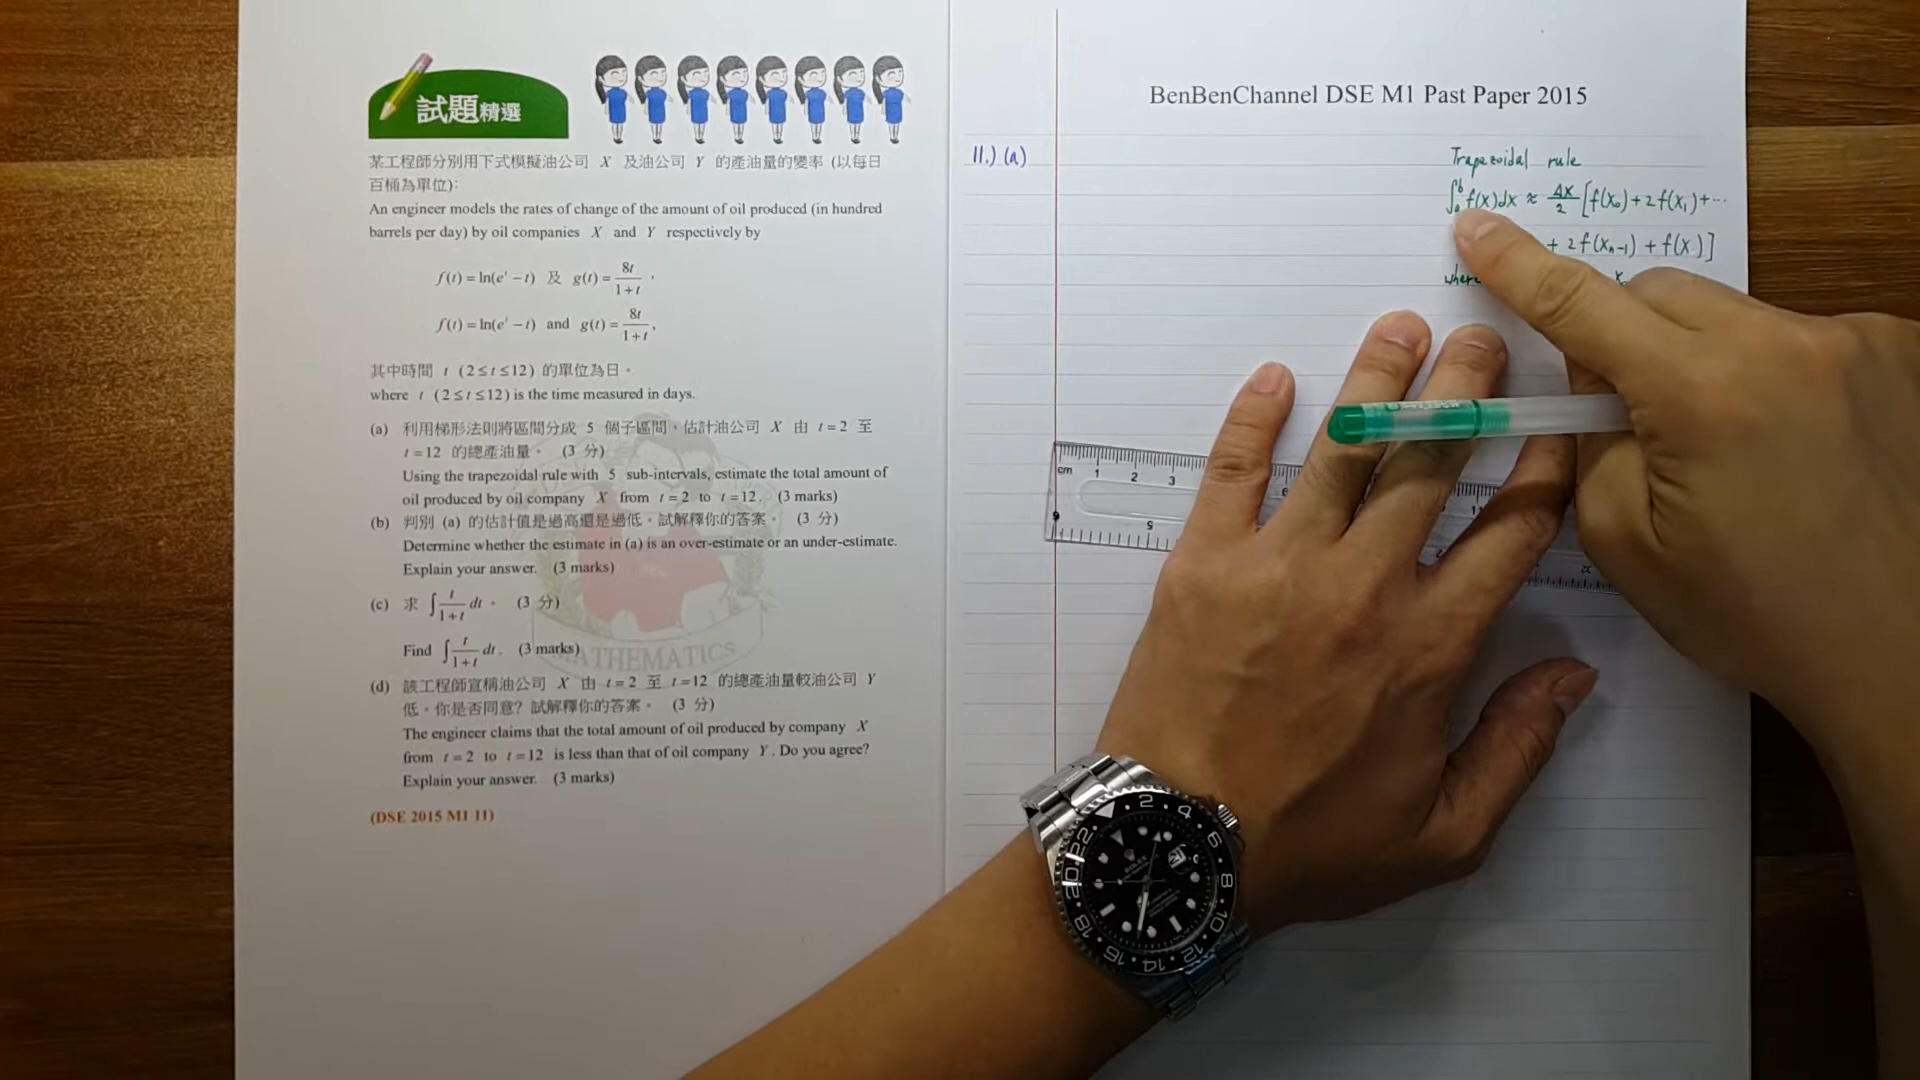 試題精選
某工程師分別用下式模擬油公司 X 及油公司 Y 的產油量的變率 (以每日
百桶為單位):
An engineer models the rates of change of the amount of oil produced (in hundred
barrels per day) by oil companies X and Y respectively by
f(t) = ln(e^t − t) 及 g(t) = 8t/(1+t) ,
f(t) = ln(e^t − t) and g(t) = 8t/(1+t),
其中時間 t (2 ≤ t ≤ 12) 的單位為日。
where t (2 ≤ t ≤ 12) is the time measured in days.
(a) 利用梯形法則將區間分成 5 個子區間,估計油公司 X 由 t = 2 至
t = 12 的總產油量。 (3 分)
Using the trapezoidal rule with 5 sub-intervals, estimate the total amount of
oil produced by oil company X from t = 2 to t = 12. (3 marks)
(b) 判別 (a) 的估計值是過高還是過低。試解釋你的答案。 (3 分)
Determine whether the estimate in (a) is an over-estimate or an under-estimate.
Explain your answer. (3 marks)
(c) 求 ∫ t/(1+t) dt。 (3 分)
Find ∫ t/(1+t) dt. (3 marks)
(d) 該工程師宣稱油公司 X 由 t = 2 至 t = 12 的總產油量較油公司 Y
低。你是否同意? 試解釋你的答案。 (3 分)
The engineer claims that the total amount of oil produced by company X
from t = 2 to t = 12 is less than that of oil company Y. Do you agree?
Explain your answer. (3 marks)
(DSE 2015 M1 11)
MATHEMATICS
BenBenChannel DSE M1 Past Paper 2015
11.) (a)
Trapezoidal rule
∫ₐᵇ f(x)dx ≈ Δx/2 [f(x₀) + 2f(x₁) + ···
+ 2f(xₙ₋₁) + f(x )]
where
cm 1 2 3
ROLEX